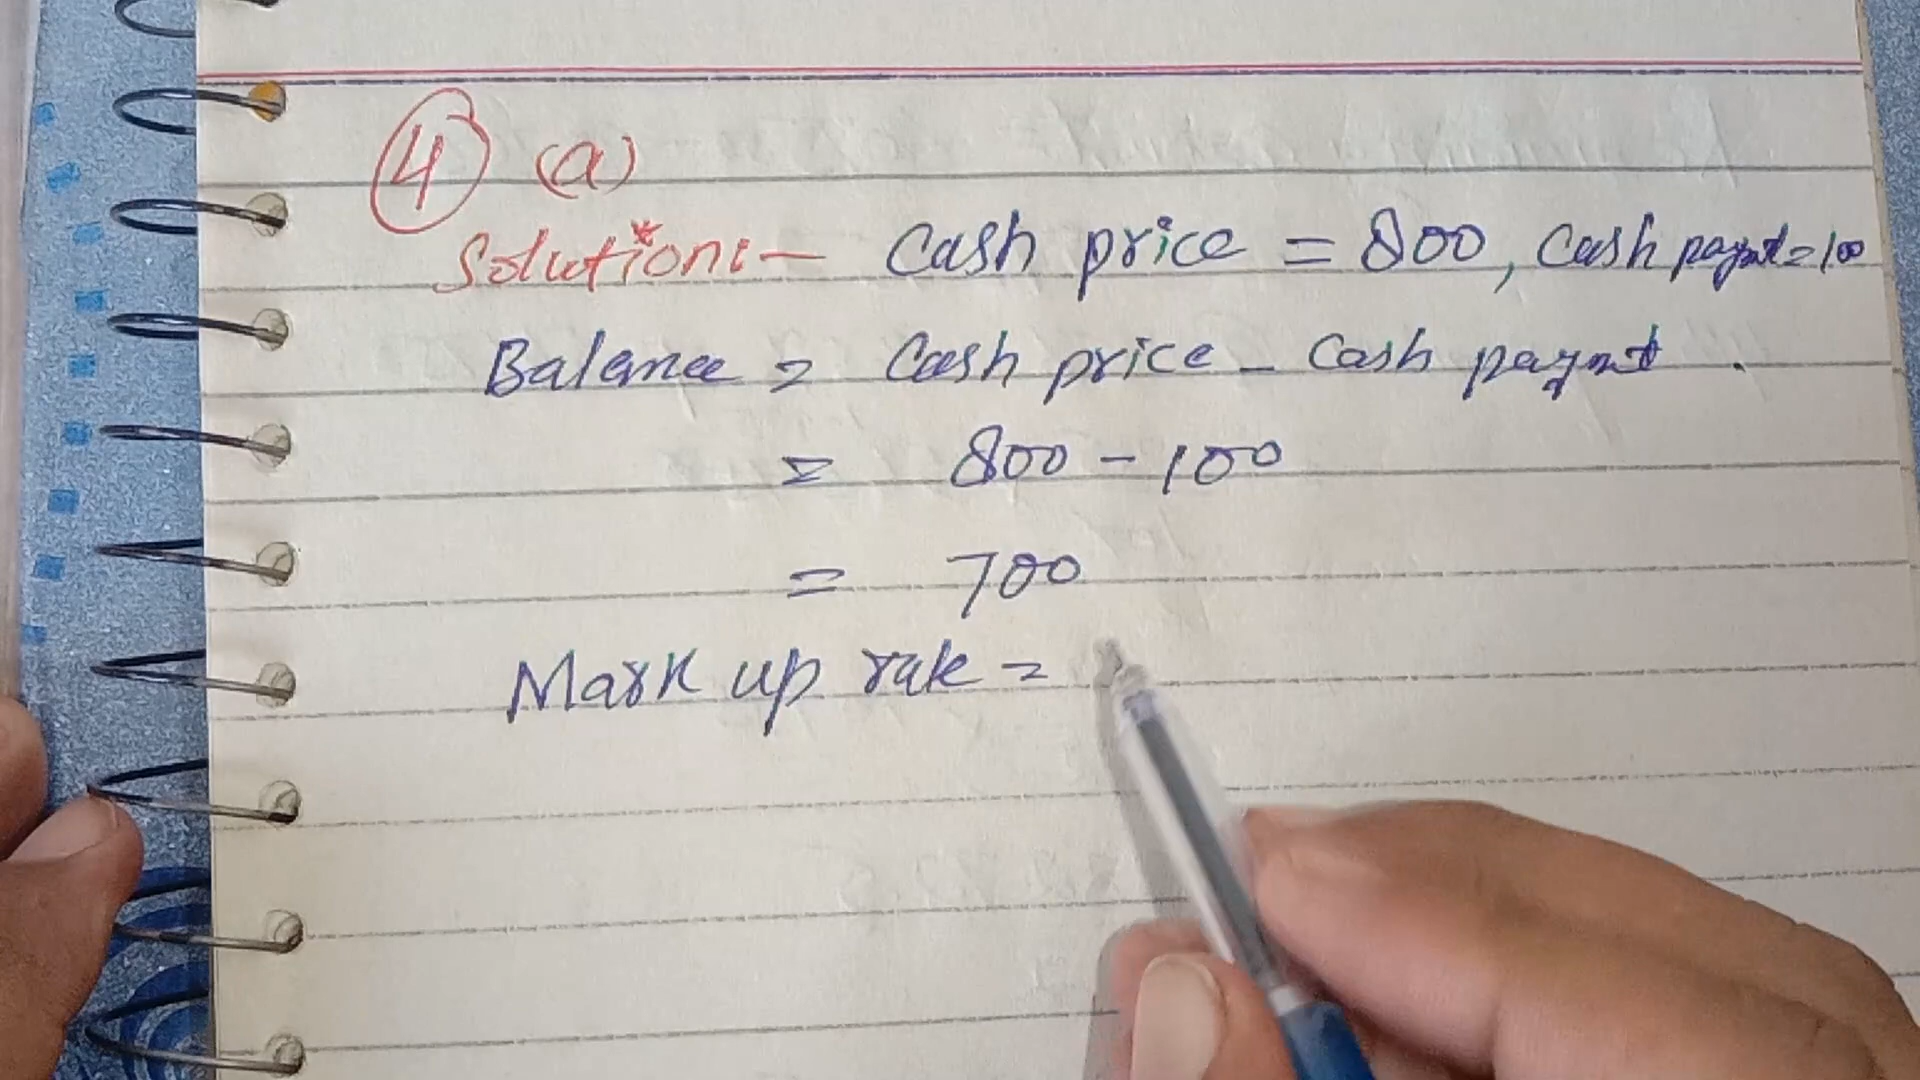 4 (a)
Solution:- Cash price = 800, Cash paymt = 100
Balance = Cash price - Cash paymt .
= 800 - 100
= 700
Mark up rate =